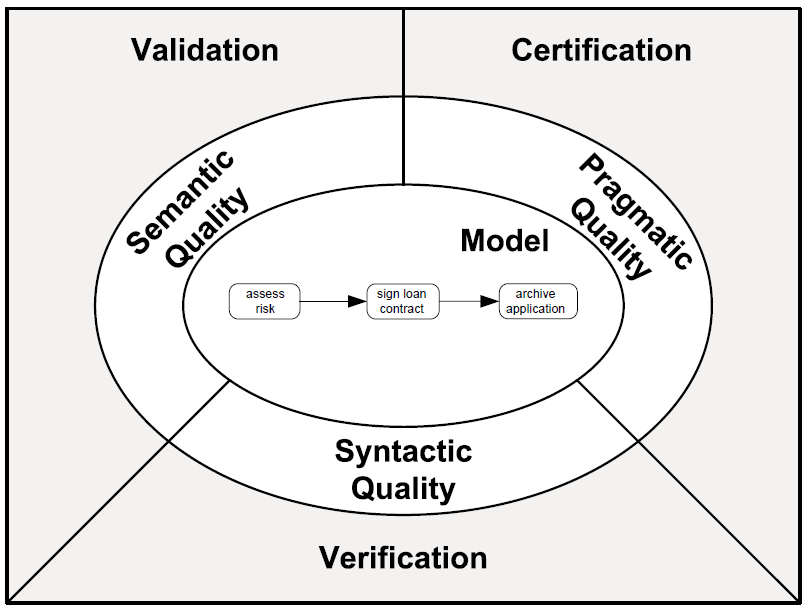 Validation
Certification
Semantic
Quality
Pragmatic
Quality
Model
assess
risk
sign loan
contract
archive
application
Syntactic
Quality
Verification